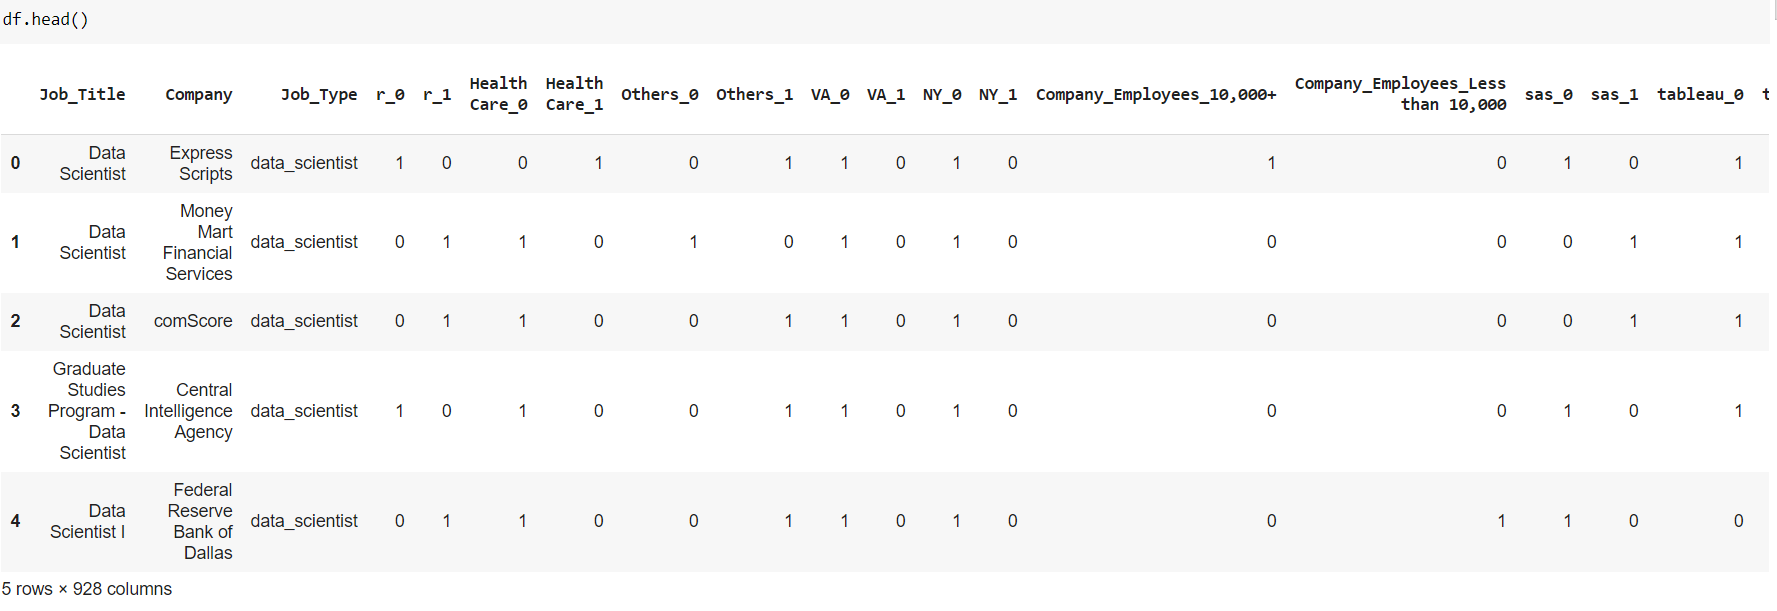 df.head()
Job_Title Company Job_Type r_0 r_1 Health Care_0 Health Care_1 Others_0 Others_1 VA_0 VA_1 NY_0 NY_1 Company_Employees_10,000+ Company_Employees_Less than 10,000 sas_0 sas_1 tableau_0 t
0 Data Scientist Express Scripts data_scientist 1 0 0 1 0 1 1 0 1 0 1 0 1 0 1
1 Data Scientist Money Mart Financial Services data_scientist 0 1 1 0 1 0 1 0 1 0 0 0 0 1 1
2 Data Scientist comScore data_scientist 0 1 1 0 0 1 1 0 1 0 0 0 0 1 1
3 Graduate Studies Program - Data Scientist Central Intelligence Agency data_scientist 1 0 1 0 0 1 1 0 1 0 0 0 1 0 1
4 Data Scientist I Federal Reserve Bank of Dallas data_scientist 0 1 1 0 0 1 1 0 1 0 0 1 1 0 0
5 rows × 928 columns